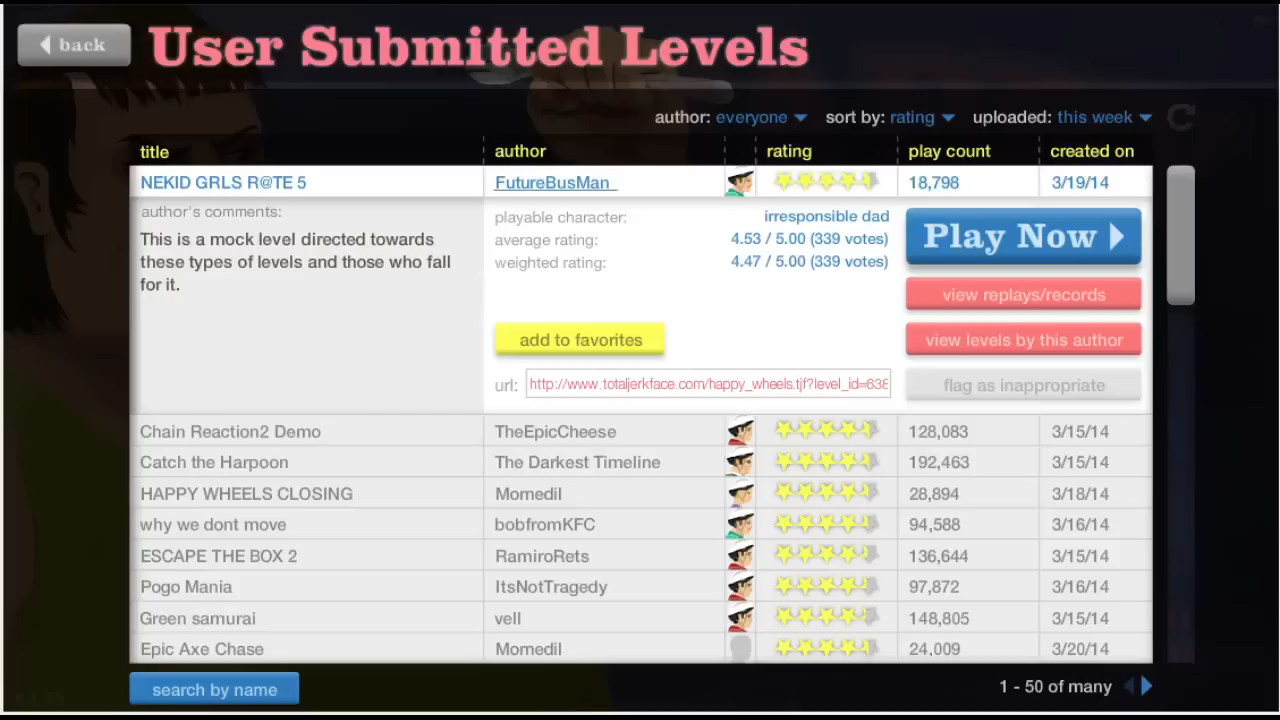 back
User Submitted Levels
author: everyone sort by: rating uploaded: this week
title author rating play count created on
NEKID GRLS R@TE 5 FutureBusMan 18,798 3/19/14
author's comments:
This is a mock level directed towards
these types of levels and those who fall
for it.
playable character: irresponsible dad
average rating: 4.53 / 5.00 (339 votes)
weighted rating: 4.47 / 5.00 (339 votes)
Play Now
view replays/records
add to favorites
view levels by this author
url: http://www.totaljerkface.com/happy_wheels.tjf?level_id=638
flag as inappropriate
Chain Reaction2 Demo TheEpicCheese 128,083 3/15/14
Catch the Harpoon The Darkest Timeline 192,463 3/15/14
HAPPY WHEELS CLOSING Momedil 28,894 3/18/14
why we dont move bobfromKFC 94,588 3/16/14
ESCAPE THE BOX 2 RamiroRets 136,644 3/15/14
Pogo Mania ItsNotTragedy 97,872 3/16/14
Green samurai vell 148,805 3/15/14
Epic Axe Chase Momedil 24,009 3/20/14
search by name
1 - 50 of many